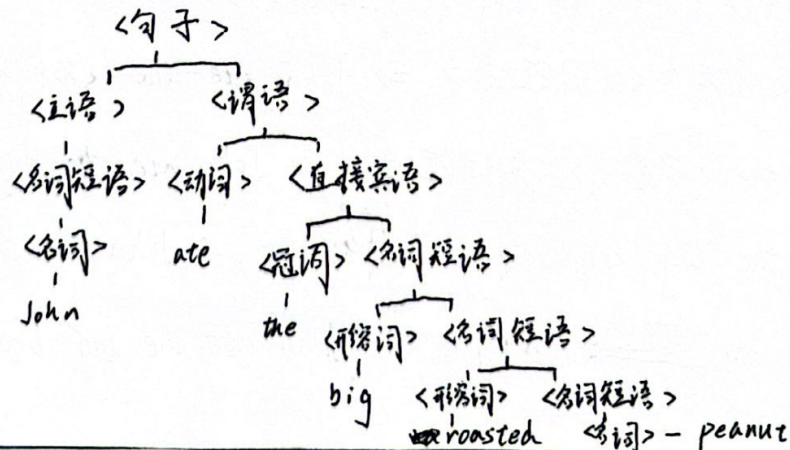 <句子>
<主语> <谓语>
<名词短语> <动词> <直接宾语>
<名词> ate <冠词> <名词短语>
John the <形容词> <名词短语>
big <形容词> <名词短语>
roasted <名词> - peanut